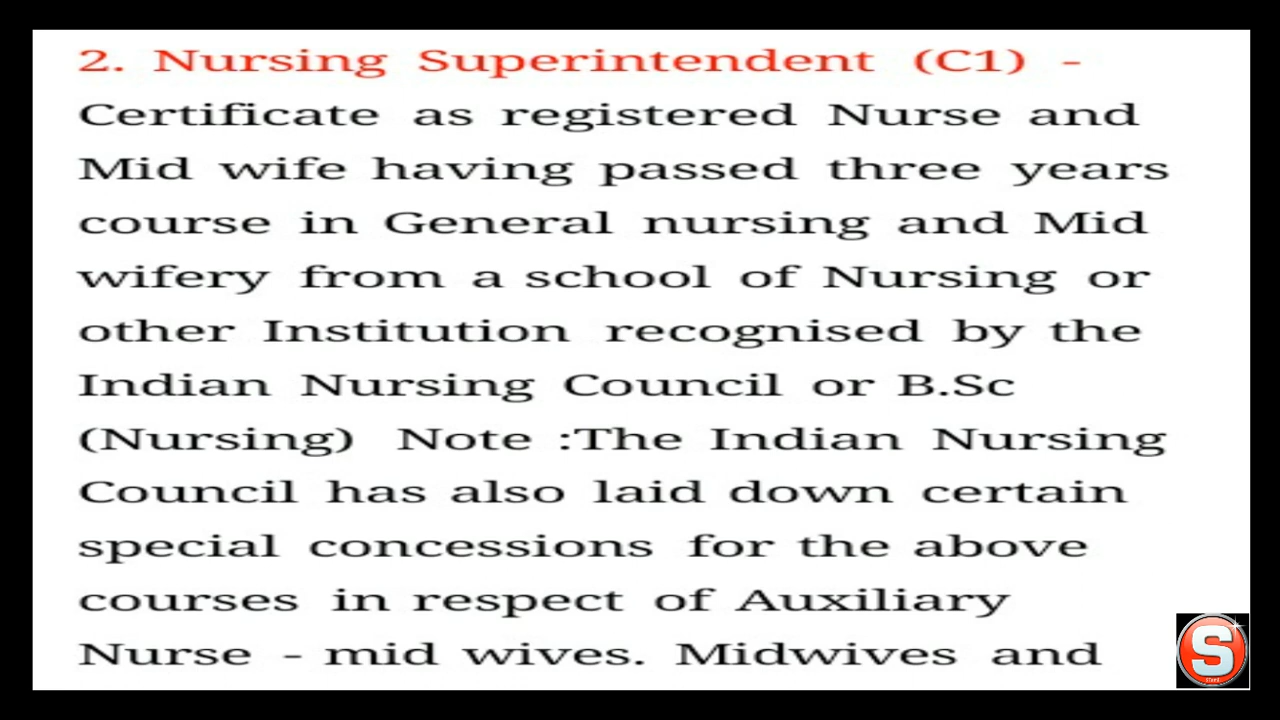 2. Nursing Superintendent (C1) -
Certificate as registered Nurse and
Mid wife having passed three years
course in General nursing and Mid
wifery from a school of Nursing or
other Institution recognised by the
Indian Nursing Council or B.Sc
(Nursing) Note :The Indian Nursing
Council has also laid down certain
special concessions for the above
courses in respect of Auxiliary
Nurse - mid wives. Midwives and
S